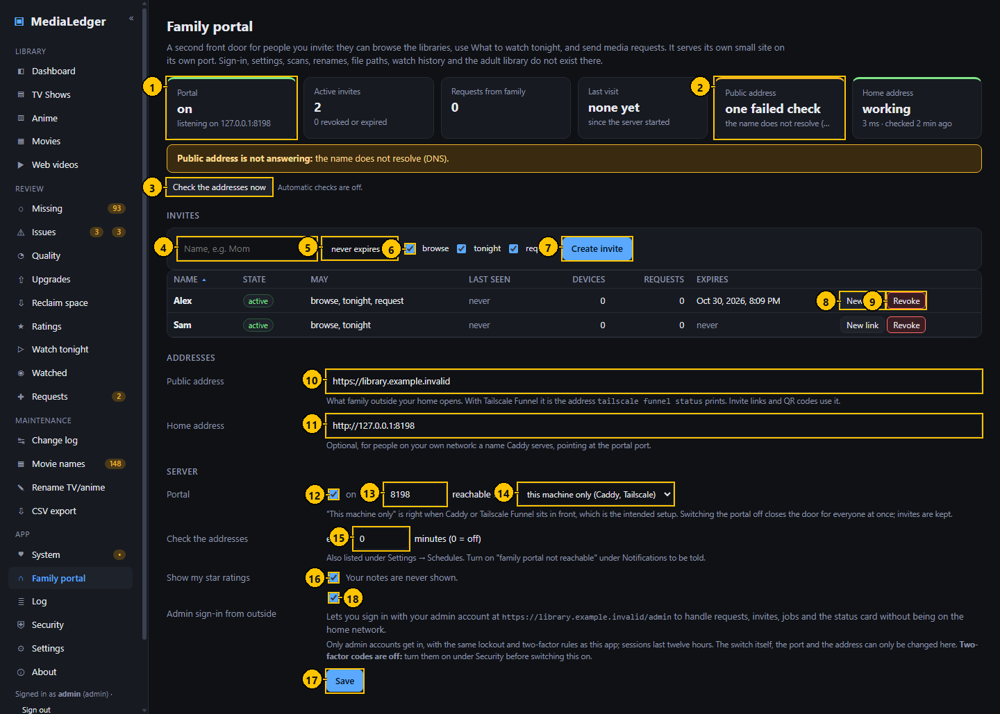 MediaLedger «
LIBRARY
Dashboard
TV Shows
Anime
Movies
Web videos
REVIEW
Missing 93
Issues 3 3
Quality
Upgrades
Reclaim space
Ratings
Watch tonight
Watched
Requests 2
MAINTENANCE
Change log
Movie names 148
Rename TV/anime
CSV export
APP
System
Family portal
Log
Security
Settings
About
Signed in as admin (admin) ·
Sign out
Family portal
A second front door for people you invite: they can browse the libraries, use What to watch tonight, and send media requests. It serves its own small site on
its own port. Sign-in, settings, scans, renames, file paths, watch history and the adult library do not exist there.
1
Portal
on
listening on 127.0.0.1:8198
Active invites
2
0 revoked or expired
Requests from family
0
Last visit
none yet
since the server started
2
Public address
one failed check
the name does not resolve (...
Home address
working
3 ms · checked 2 min ago
Public address is not answering: the name does not resolve (DNS).
3 Check the addresses now Automatic checks are off.
INVITES
4 Name, e.g. Mom 5 never expires 6 browse tonight req 7 Create invite
NAME STATE MAY LAST SEEN DEVICES REQUESTS EXPIRES
Alex active browse, tonight, request never 0 0 Oct 30, 2026, 8:09 PM 8 New 9 Revoke
Sam active browse, tonight never 0 0 never New link Revoke
ADDRESSES
Public address 10 https://library.example.invalid
What family outside your home opens. With Tailscale Funnel it is the address tailscale funnel status prints. Invite links and QR codes use it.
Home address 11 http://127.0.0.1:8198
Optional, for people on your own network: a name Caddy serves, pointing at the portal port.
SERVER
Portal 12 on 13 8198 reachable 14 this machine only (Caddy, Tailscale)
"This machine only" is right when Caddy or Tailscale Funnel sits in front, which is the intended setup. Switching the portal off closes the door for everyone at once; invites are kept.
Check the addresses 15 0 minutes (0 = off)
Also listed under Settings → Schedules. Turn on "family portal not reachable" under Notifications to be told.
Show my star ratings 16 Your notes are never shown.
18
Admin sign-in from outside
Lets you sign in with your admin account at https://library.example.invalid/admin to handle requests, invites, jobs and the status card without being on the
home network.
Only admin accounts get in, with the same lockout and two-factor rules as this app; sessions last twelve hours. The switch itself, the port and the address can only be changed here. Two-
factor codes are off: turn them on under Security before switching this on.
17 Save